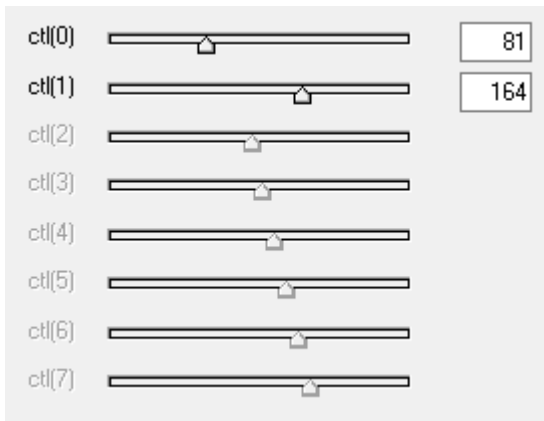 ctl(0) 81
ctl(1) 164
ctl(2)
ctl(3)
ctl(4)
ctl(5)
ctl(6)
ctl(7)